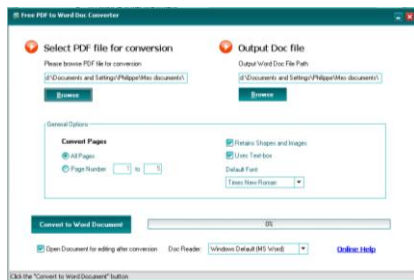 Free PDF to Word Doc Converter
Select PDF file for conversion
Output Doc file
Please browse PDF file for conversion
Output Word Doc File Path
d:\Documents and Settings\Philippe\Mes documents\
d:\Documents and Settings\Philippe\Mes documents\
Browse
Browse
General Options
Convert Pages
Retains Shapes and Images
All Pages
Uses Text-box
Page Number 1 to 5
Default Font
Times New Roman
Convert to Word Document
0%
Open Document for editing after conversion
Doc Reader: Windows Default (MS Word)
Online Help
Click the "Convert to Word Document" button